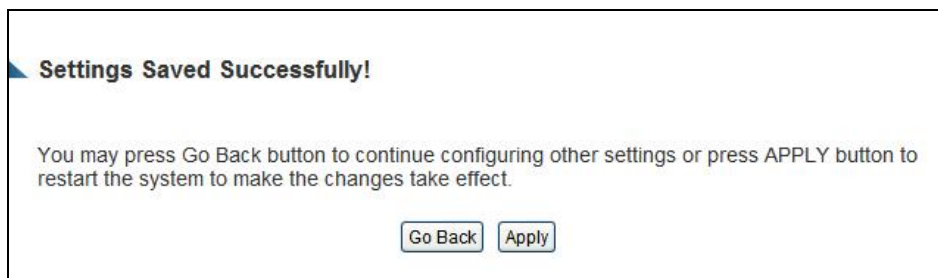 Settings Saved Successfully!
You may press Go Back button to continue configuring other settings or press APPLY button to
restart the system to make the changes take effect.
Go Back Apply